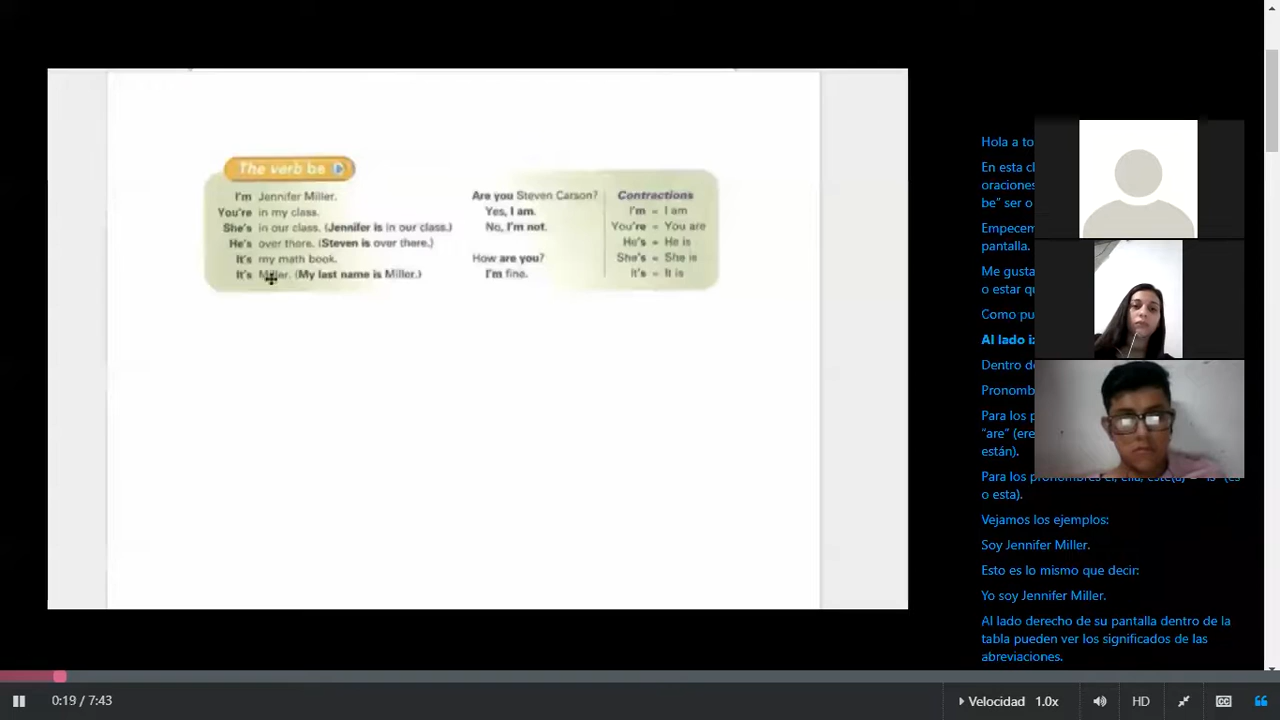 The verb be
I'm Jennifer Miller.
You're in my class.
She's in our class. (Jennifer is in our class.)
He's over there. (Steven is over there.)
It's my math book.
It's Miller. (My last name is Miller.)
Are you Steven Carson?
Yes, I am.
No, I'm not.
How are you?
I'm fine.
Contractions
I'm = I am
You're = You are
He's = He is
She's = She is
It's = It is
Hola a
En esta
oraciones
be” ser o
Empecem
pantalla.
Me gusta
o estar
Como
Al lado
Dentro
Pronomb
Para los
“are”
están).
Para los
o esta).
Vejamos los ejemplos:
Soy Jennifer Miller.
Esto es lo mismo que decir:
Yo soy Jennifer Miller.
Al lado derecho de su pantalla dentro de la
tabla pueden ver los significados de las
abreviaciones.
0:19 / 7:43
Velocidad 1.0x
HD
CC